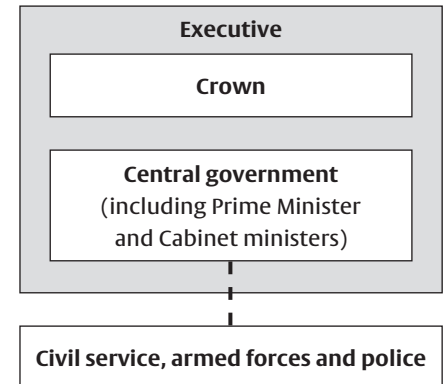 Executive
Crown
Central government
(including Prime Minister
and Cabinet ministers)
Civil service, armed forces and police